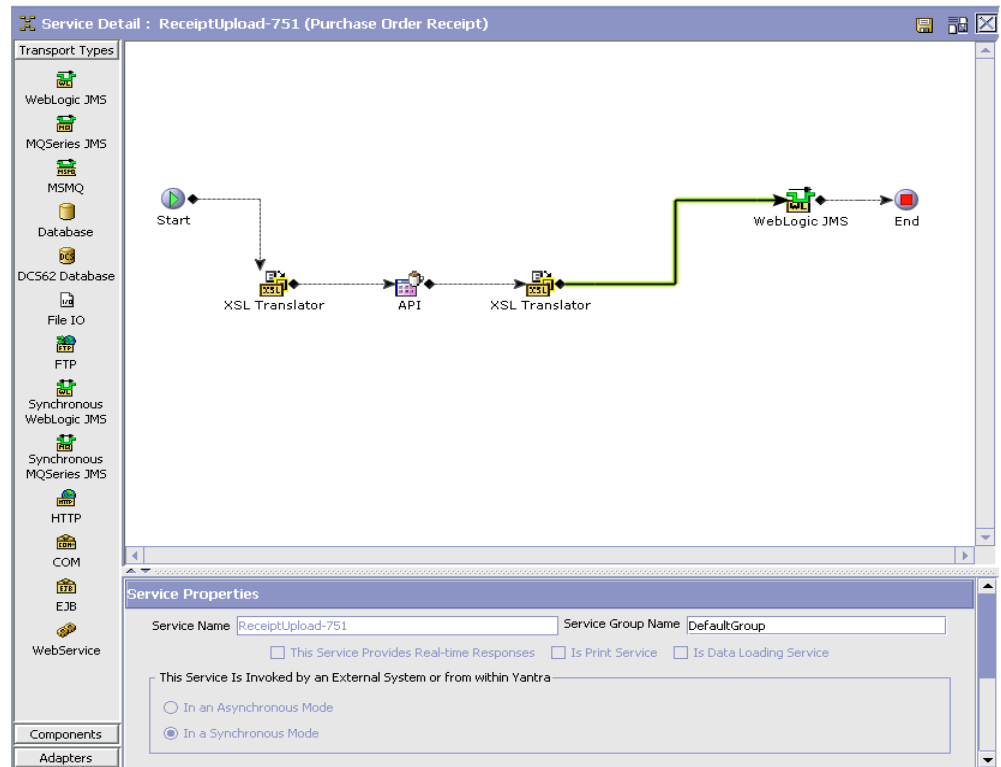 Service Detail : ReceiptUpload-751 (Purchase Order Receipt)
Transport Types
WebLogic JMS
MQSeries JMS
MSMQ
Database
DCS62 Database
File IO
FTP
Synchronous
WebLogic JMS
Synchronous
MQSeries JMS
HTTP
COM
EJB
WebService
Components
Adapters
Start
XSL Translator
API
XSL Translator
WebLogic JMS
End
Service Properties
Service Name ReceiptUpload-751 Service Group Name DefaultGroup
This Service Provides Real-time Responses Is Print Service Is Data Loading Service
This Service Is Invoked by an External System or from within Yantra
In an Asynchronous Mode
In a Synchronous Mode